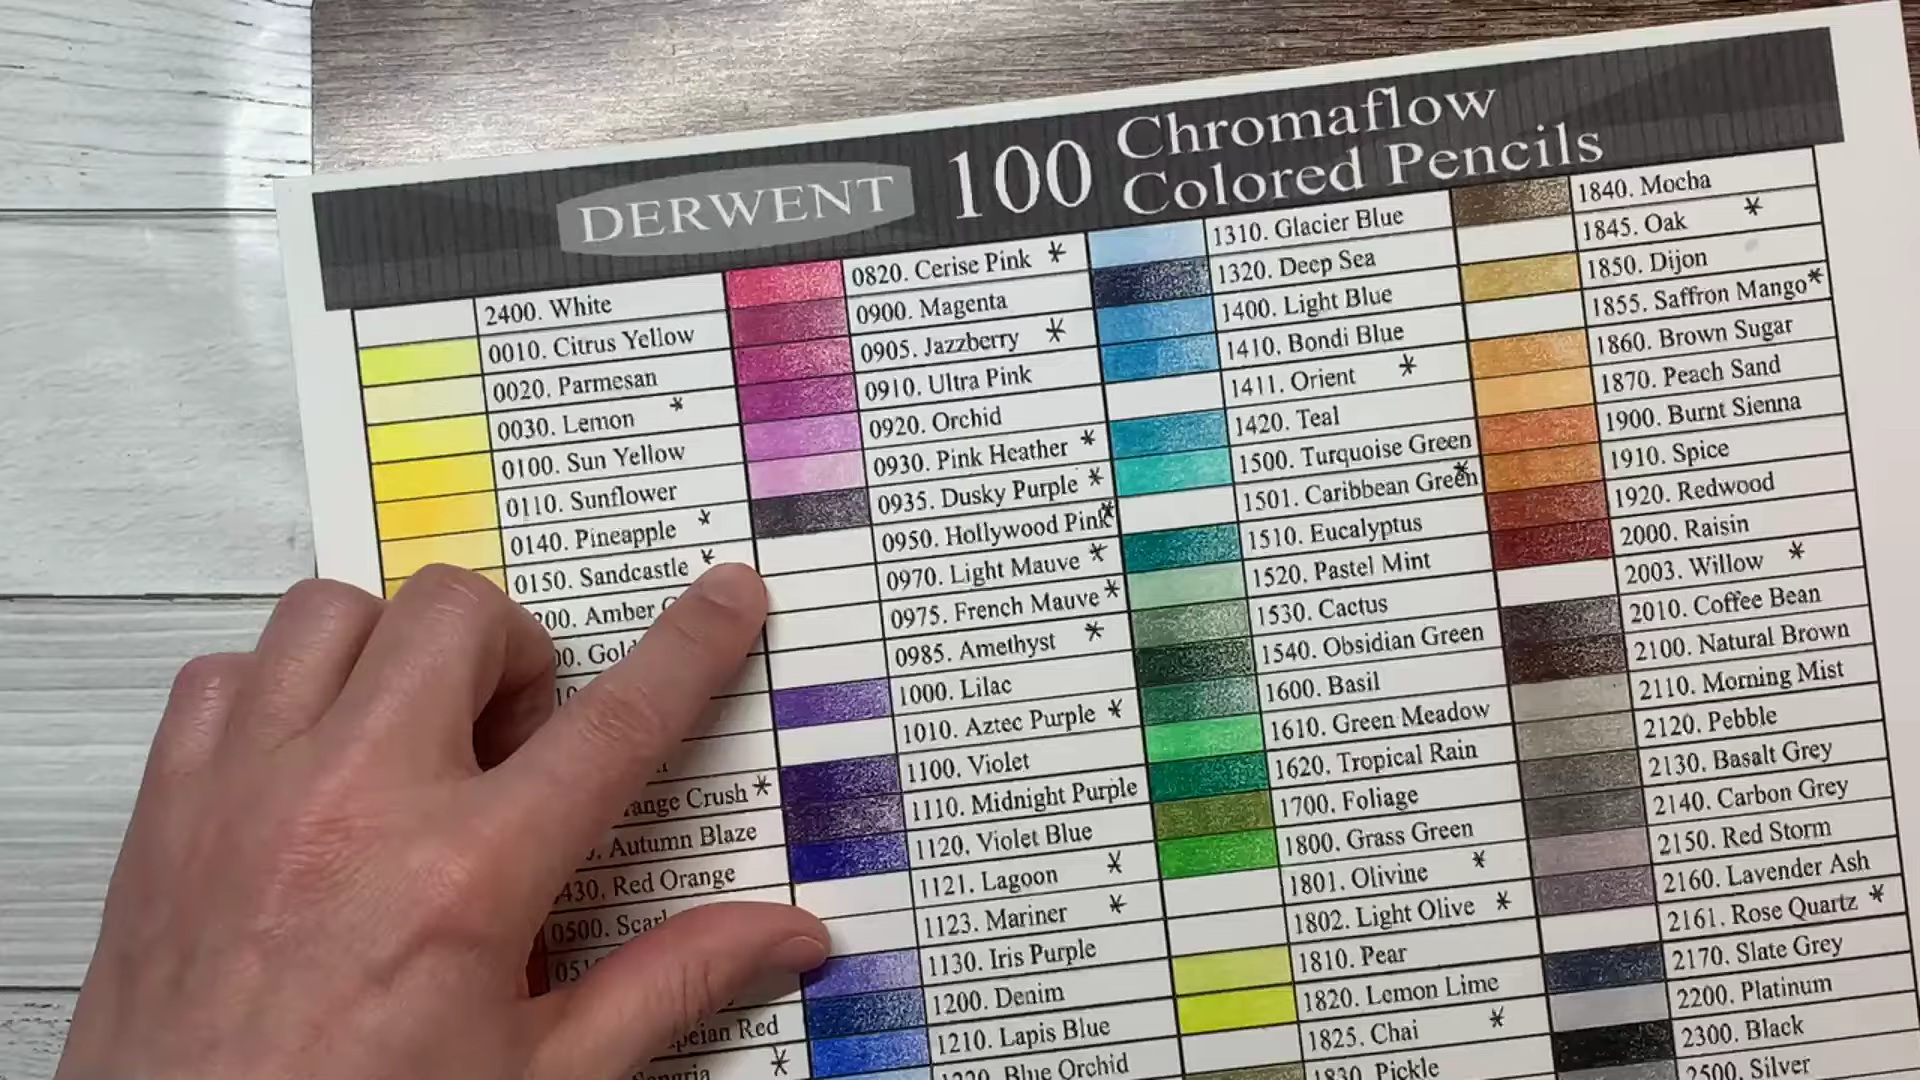 DERWENT 100 Chromaflow
Colored Pencils
2400. White
0010. Citrus Yellow
0020. Parmesan
0030. Lemon *
0100. Sun Yellow
0110. Sunflower
0140. Pineapple *
0150. Sandcastle *
Amber
ange Crush *
Autumn Blaze
430. Red Orange
0500.
peian Red
*
0820. Cerise Pink *
0900. Magenta
0905. Jazzberry *
0910. Ultra Pink
0920. Orchid
0930. Pink Heather *
0935. Dusky Purple *
0950. Hollywood Pink *
0970. Light Mauve *
0975. French Mauve *
0985. Amethyst *
1000. Lilac
1010. Aztec Purple *
1100. Violet
1110. Midnight Purple
1120. Violet Blue
1121. Lagoon *
1123. Mariner *
1130. Iris Purple
1200. Denim
1210. Lapis Blue
Blue Orchid
1310. Glacier Blue
1320. Deep Sea
1400. Light Blue
1410. Bondi Blue
1411. Orient *
1420. Teal
1500. Turquoise Green
1501. Caribbean Green *
1510. Eucalyptus
1520. Pastel Mint
1530. Cactus
1540. Obsidian Green
1600. Basil
1610. Green Meadow
1620. Tropical Rain
1700. Foliage
1800. Grass Green
1801. Olivine *
1802. Light Olive *
1810. Pear
1820. Lemon Lime
1825. Chai *
1830. Pickle
1840. Mocha
1845. Oak *
1850. Dijon
1855. Saffron Mango *
1860. Brown Sugar
1870. Peach Sand
1900. Burnt Sienna
1910. Spice
1920. Redwood
2000. Raisin
2003. Willow *
2010. Coffee Bean
2100. Natural Brown
2110. Morning Mist
2120. Pebble
2130. Basalt Grey
2140. Carbon Grey
2150. Red Storm
2160. Lavender Ash
2161. Rose Quartz *
2170. Slate Grey
2200. Platinum
2300. Black
2500. Silver